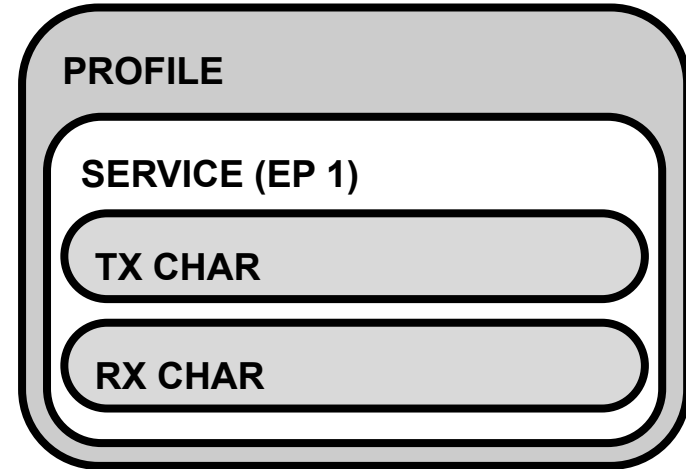 PROFILE
SERVICE (EP 1)
TX CHAR
RX CHAR